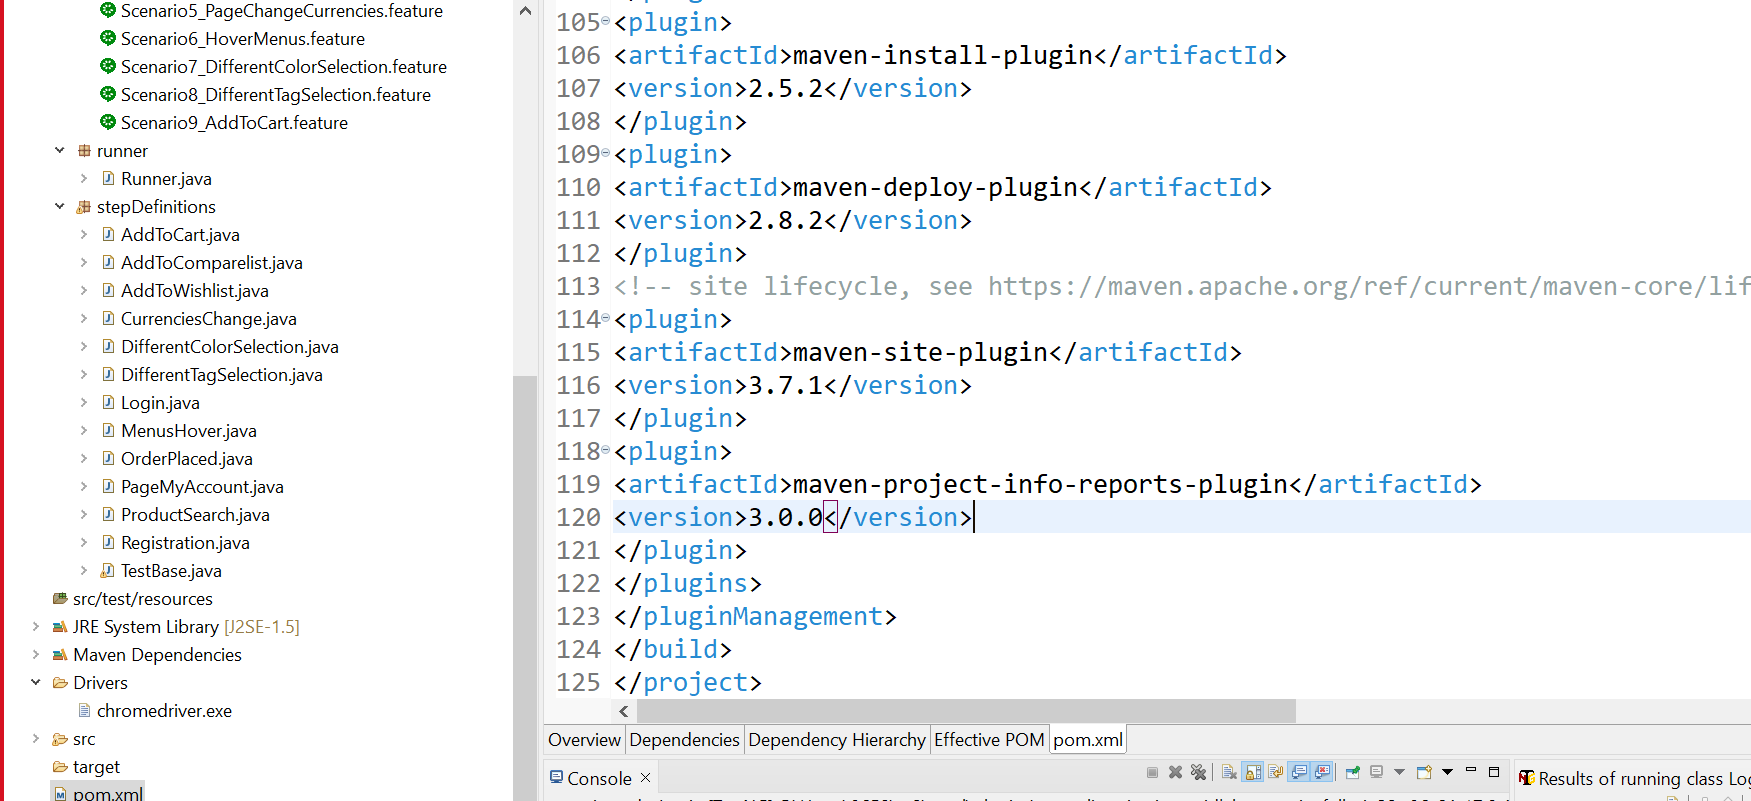 Scenario5_PageChangeCurrencies.feature
Scenario6_HoverMenus.feature
Scenario7_DifferentColorSelection.feature
Scenario8_DifferentTagSelection.feature
Scenario9_AddToCart.feature
runner
Runner.java
stepDefinitions
AddToCart.java
AddToComparelist.java
AddToWishlist.java
CurrenciesChange.java
DifferentColorSelection.java
DifferentTagSelection.java
Login.java
MenusHover.java
OrderPlaced.java
PageMyAccount.java
ProductSearch.java
Registration.java
TestBase.java
src/test/resources
JRE System Library [J2SE-1.5]
Maven Dependencies
Drivers
chromedriver.exe
src
target
pom.xml
105 <plugin>
106 <artifactId>maven-install-plugin</artifactId>
107 <version>2.5.2</version>
108 </plugin>
109 <plugin>
110 <artifactId>maven-deploy-plugin</artifactId>
111 <version>2.8.2</version>
112 </plugin>
113 <!-- site lifecycle, see https://maven.apache.org/ref/current/maven-core/lif
114 <plugin>
115 <artifactId>maven-site-plugin</artifactId>
116 <version>3.7.1</version>
117 </plugin>
118 <plugin>
119 <artifactId>maven-project-info-reports-plugin</artifactId>
120 <version>3.0.0</version>
121 </plugin>
122 </plugins>
123 </pluginManagement>
124 </build>
125 </project>
Overview Dependencies Dependency Hierarchy Effective POM pom.xml
Console
Results of running class Log